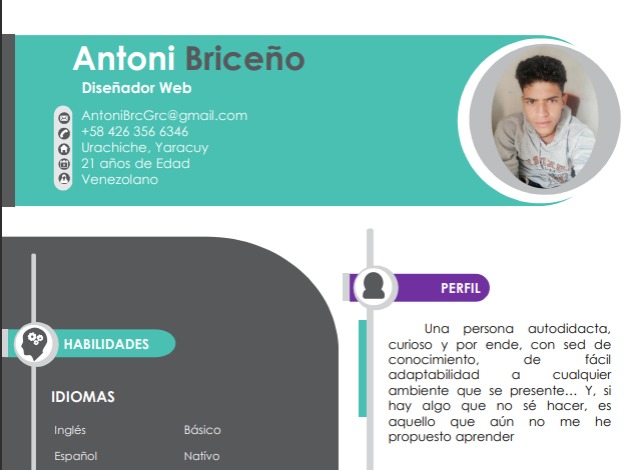 Antoni Briceño
Diseñador Web
AntoniBrcGrc@gmail.com
+58 426 356 6346
Urachiche, Yaracuy
21 años de Edad
Venezolano
HABILIDADES
IDIOMAS
Inglés Básico
Español Nativo
PERFIL
Una persona autodidacta,
curioso y por ende, con sed de
conocimiento, de fácil
adaptabilidad a cualquier
ambiente que se presente... Y, si
hay algo que no sé hacer, es
aquello que aún no me he
propuesto aprender